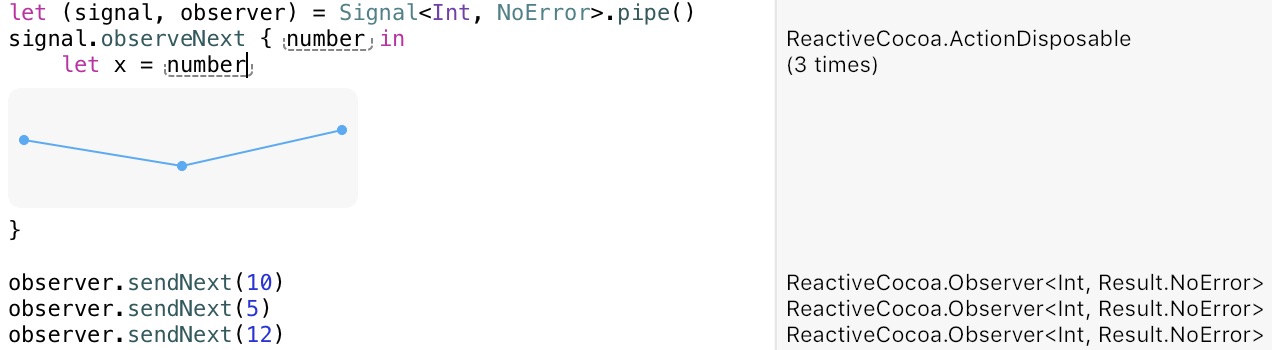 let (signal, observer) = Signal<Int, NoError>.pipe()
signal.observeNext { number in
ReactiveCocoa.ActionDisposable
let x = number
(3 times)
}
observer.sendNext(10)
ReactiveCocoa.Observer<Int, Result.NoError>
observer.sendNext(5)
ReactiveCocoa.Observer<Int, Result.NoError>
observer.sendNext(12)
ReactiveCocoa.Observer<Int, Result.NoError>